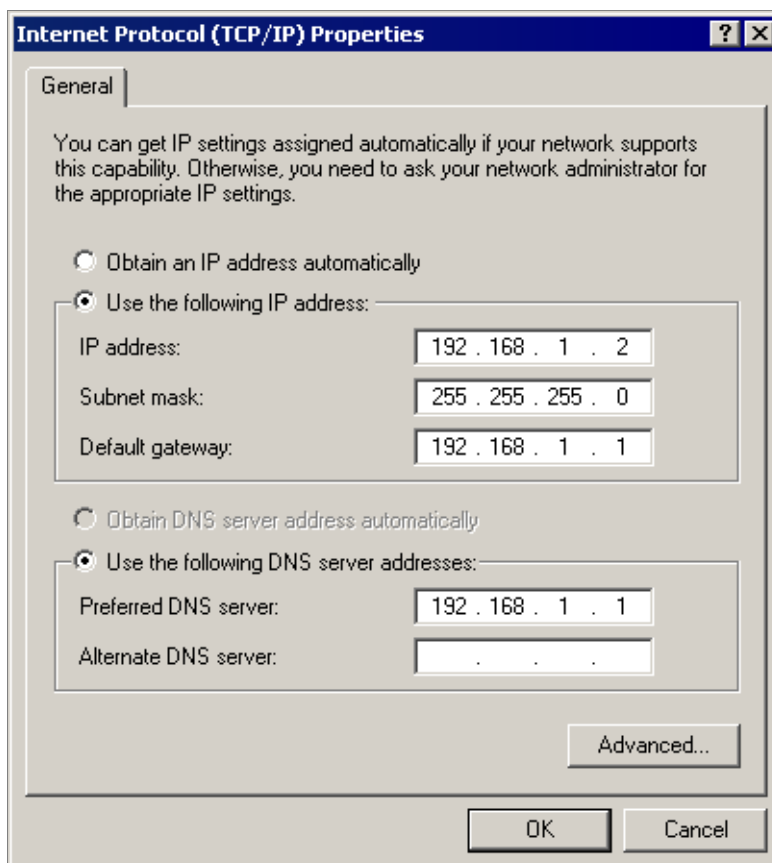 Internet Protocol (TCP/IP) Properties
General
You can get IP settings assigned automatically if your network supports
this capability. Otherwise, you need to ask your network administrator for
the appropriate IP settings.
Obtain an IP address automatically
Use the following IP address:
IP address: 192 . 168 . 1 . 2
Subnet mask: 255 . 255 . 255 . 0
Default gateway: 192 . 168 . 1 . 1
Obtain DNS server address automatically
Use the following DNS server addresses:
Preferred DNS server: 192 . 168 . 1 . 1
Alternate DNS server: . . .
Advanced...
OK Cancel